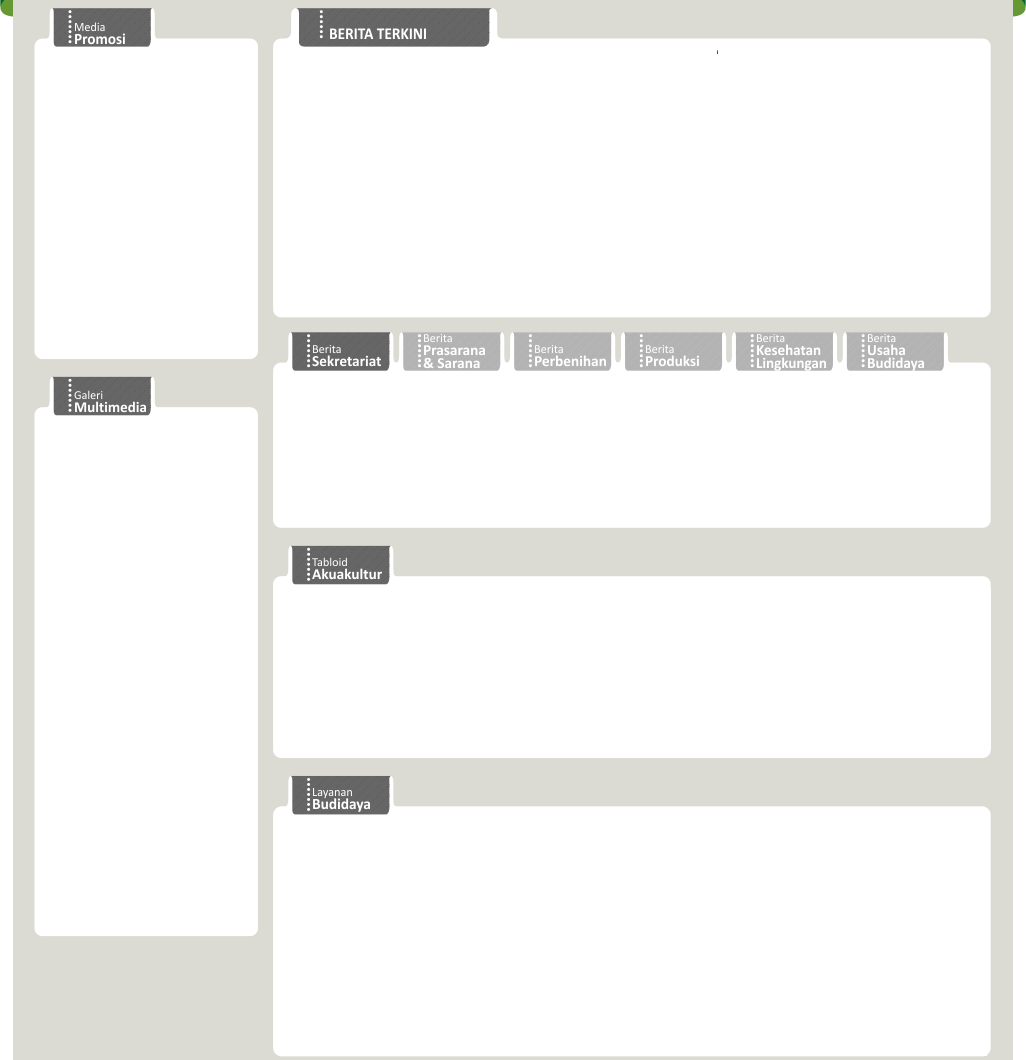 Media
Promosi
BERITA TERKINI
Berita
Sekretariat
Berita
Prasarana
& Sarana
Berita
Perbenihan
Berita
Produksi
Berita
Kesehatan
Lingkungan
Berita
Usaha
Budidaya
Galeri
Multimedia
Tabloid
Akuakultur
Layanan
Budidaya